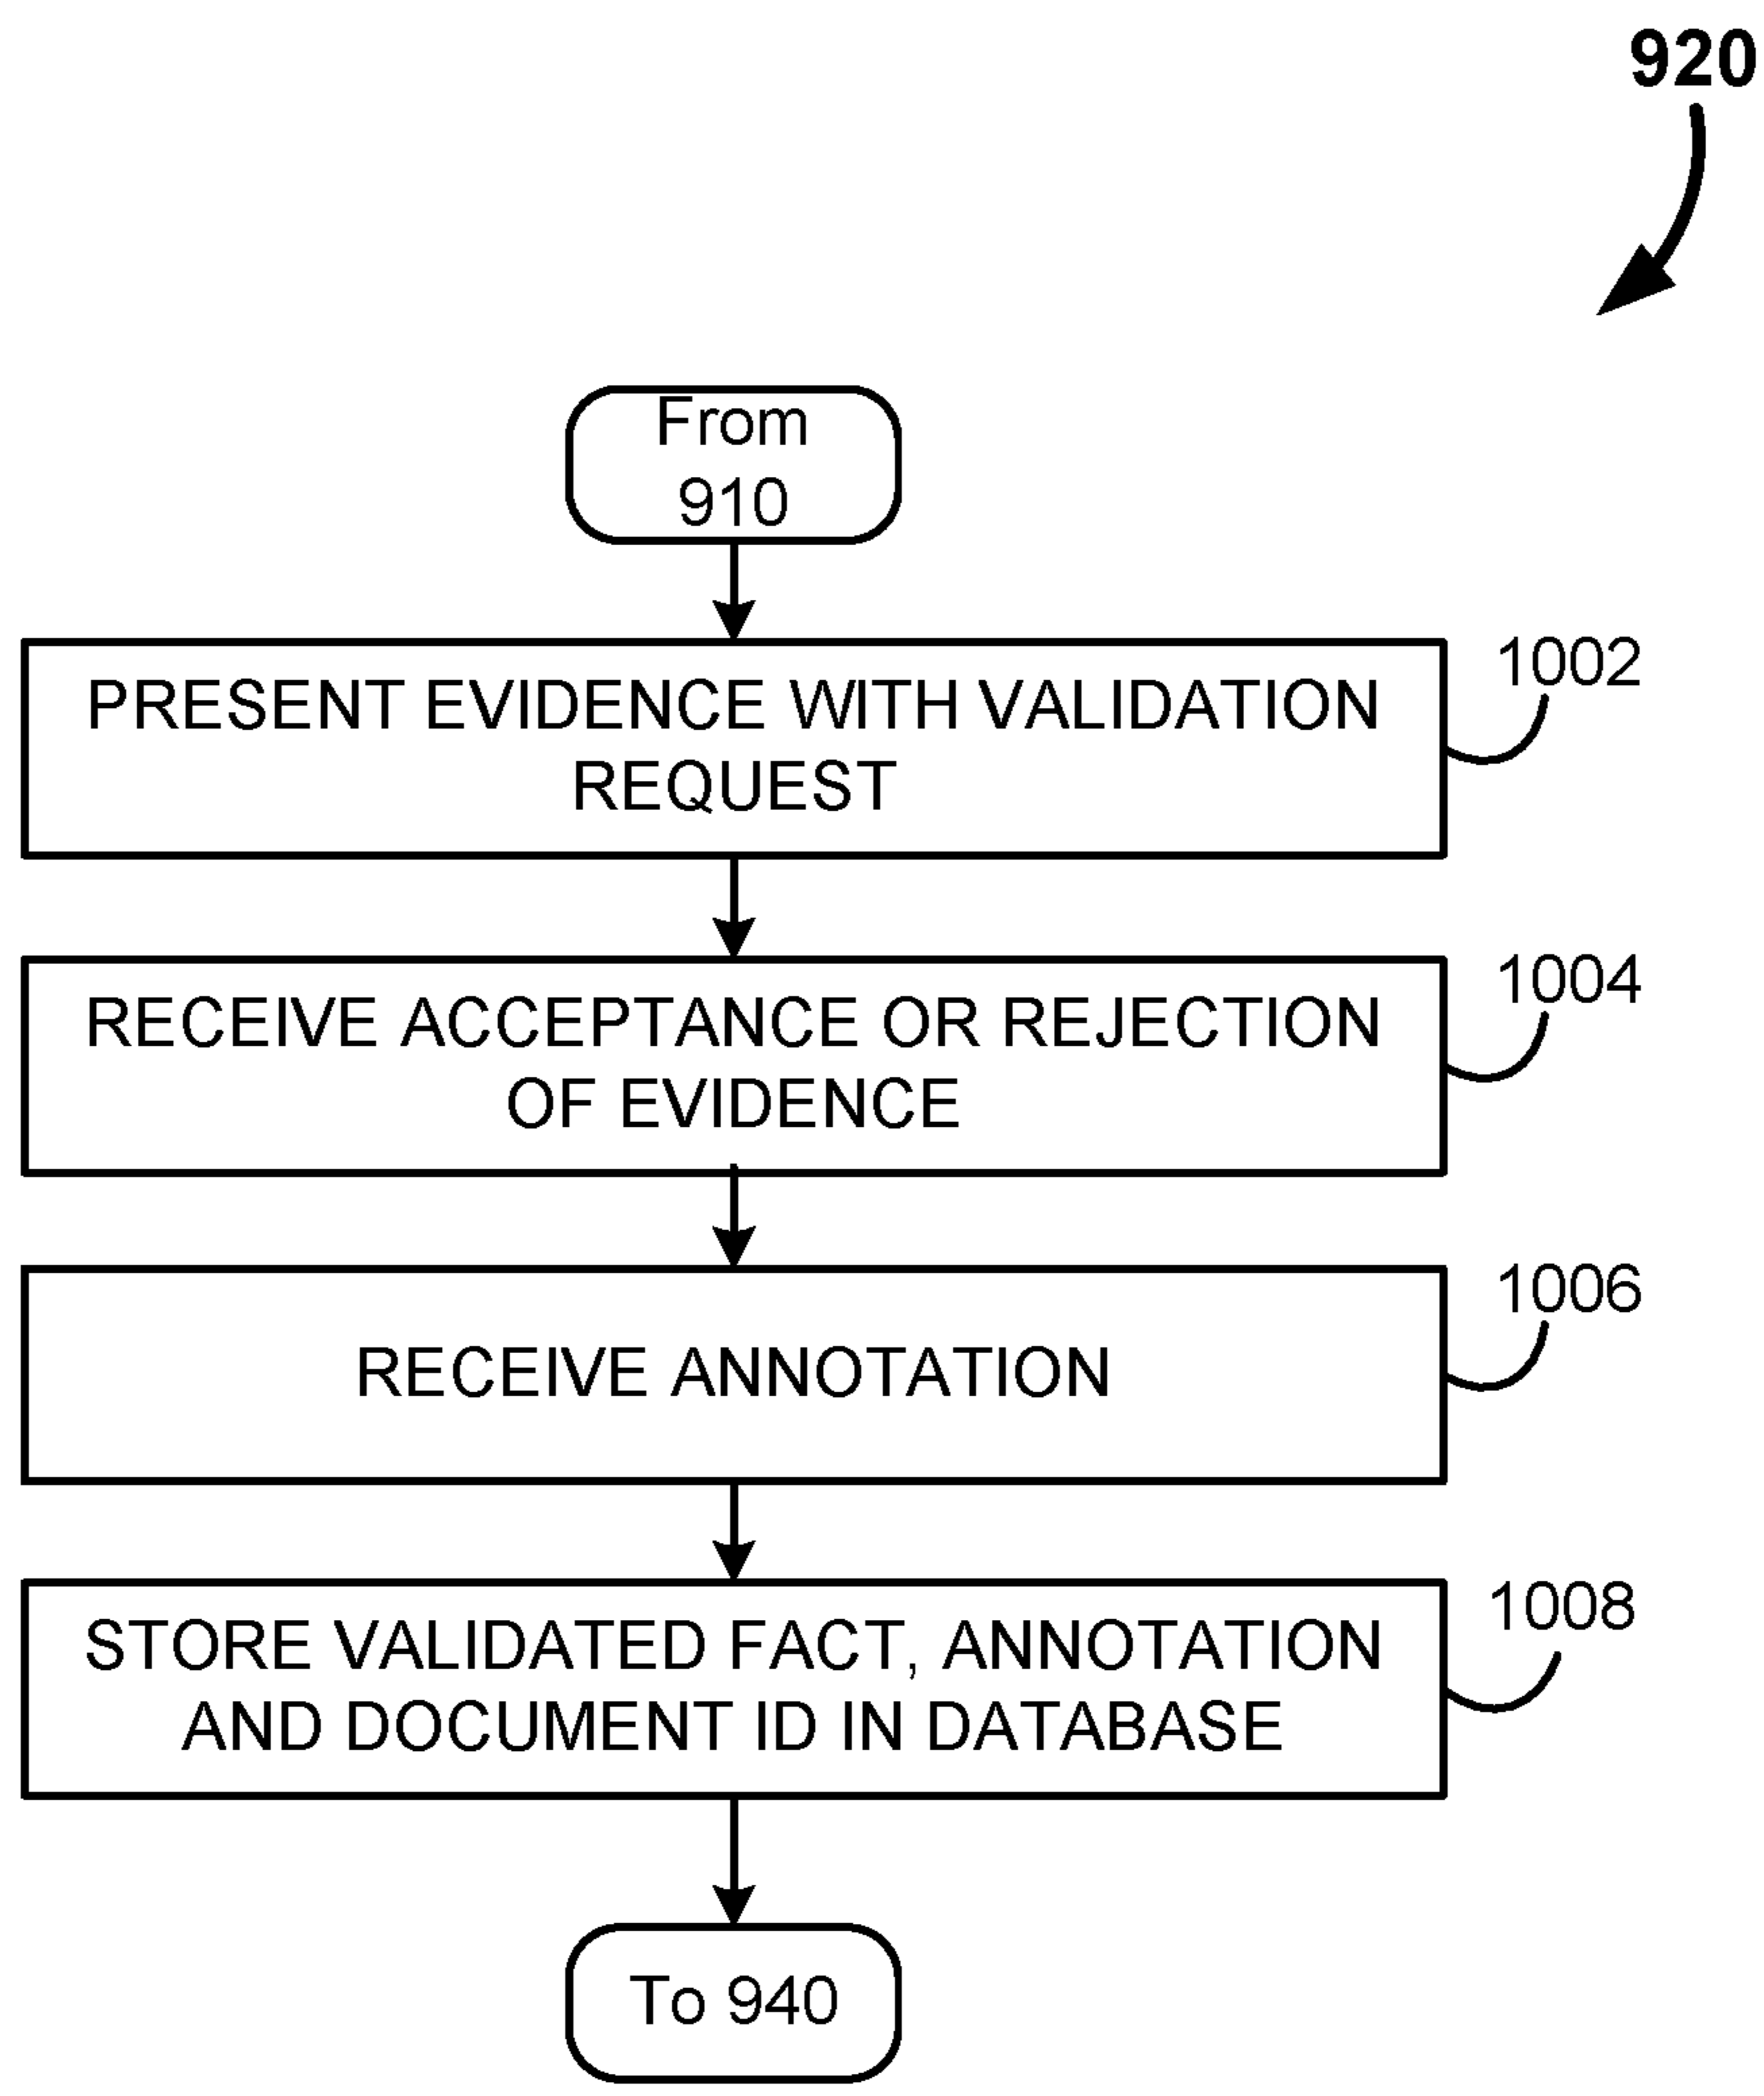 920
From
910
PRESENT EVIDENCE WITH VALIDATION
REQUEST
1002
RECEIVE ACCEPTANCE OR REJECTION
OF EVIDENCE
1004
RECEIVE ANNOTATION
1006
STORE VALIDATED FACT, ANNOTATION
AND DOCUMENT ID IN DATABASE
1008
To 940